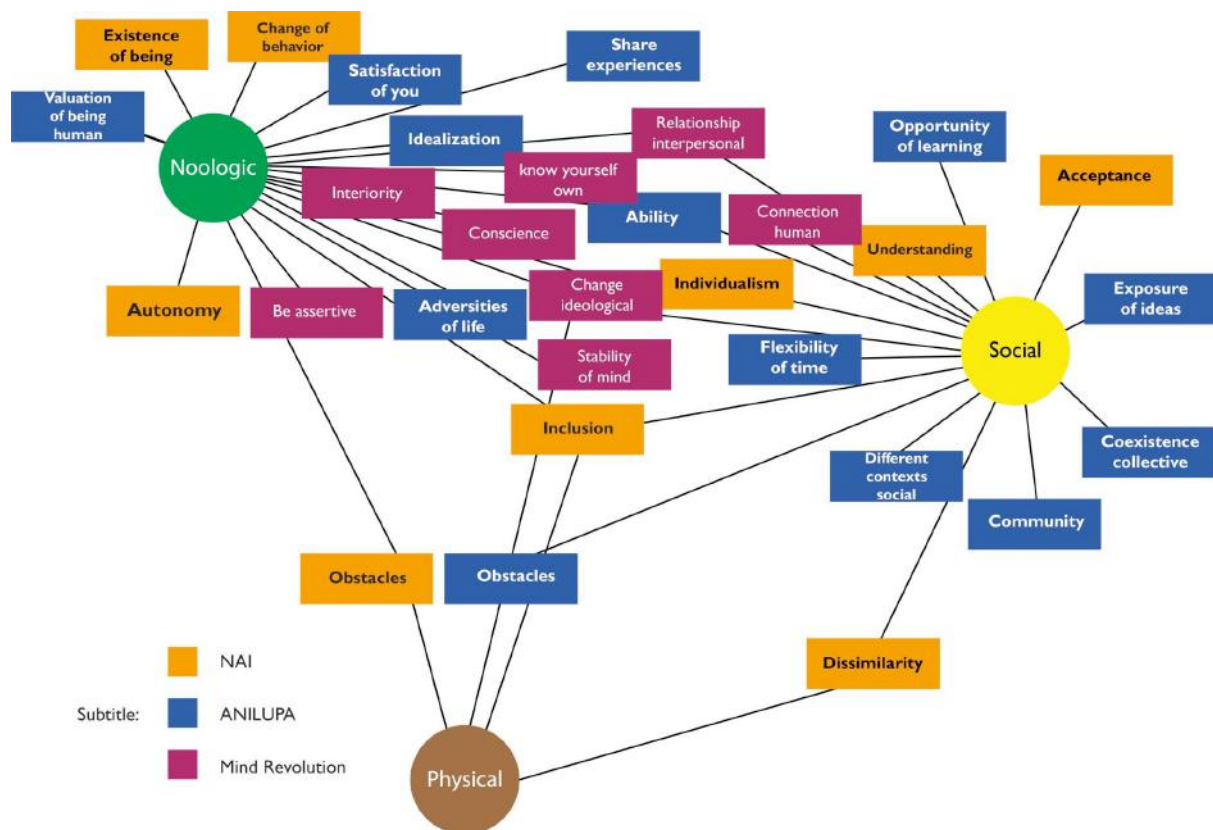 Existence
of being
Change of
behavior
Share
experiences
Satisfaction
of you
Valuation
of being
human
Noologic
Idealization
Relationship
interpersonal
Opportunity
of learning
Acceptance
know yourself
own
Interiority
Ability
Connection
human
Conscience
Understanding
Individualism
Change
ideological
Exposure
of ideas
Autonomy
Be assertive
Adversities
of life
Flexibility
of time
Social
Stability
of mind
Inclusion
Different
contexts
social
Coexistence
collective
Community
Obstacles
Obstacles
Dissimilarity
NAI
Subtitle:
ANILUPA
Mind Revolution
Physical